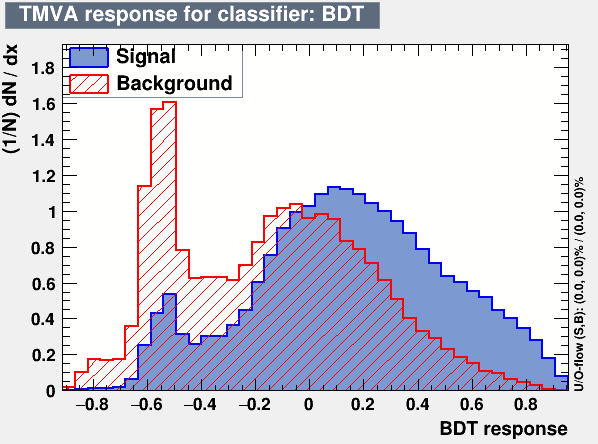 TMVA response for classifier: BDT
Signal
Background
(1/N) dN / dx
1.8
1.6
1.4
1.2
1
0.8
0.6
0.4
0.2
0
−0.8 −0.6 −0.4 −0.2 0 0.2 0.4 0.6 0.8
BDT response
U/O-flow (S,B): (0.0, 0.0)% / (0.0, 0.0)%